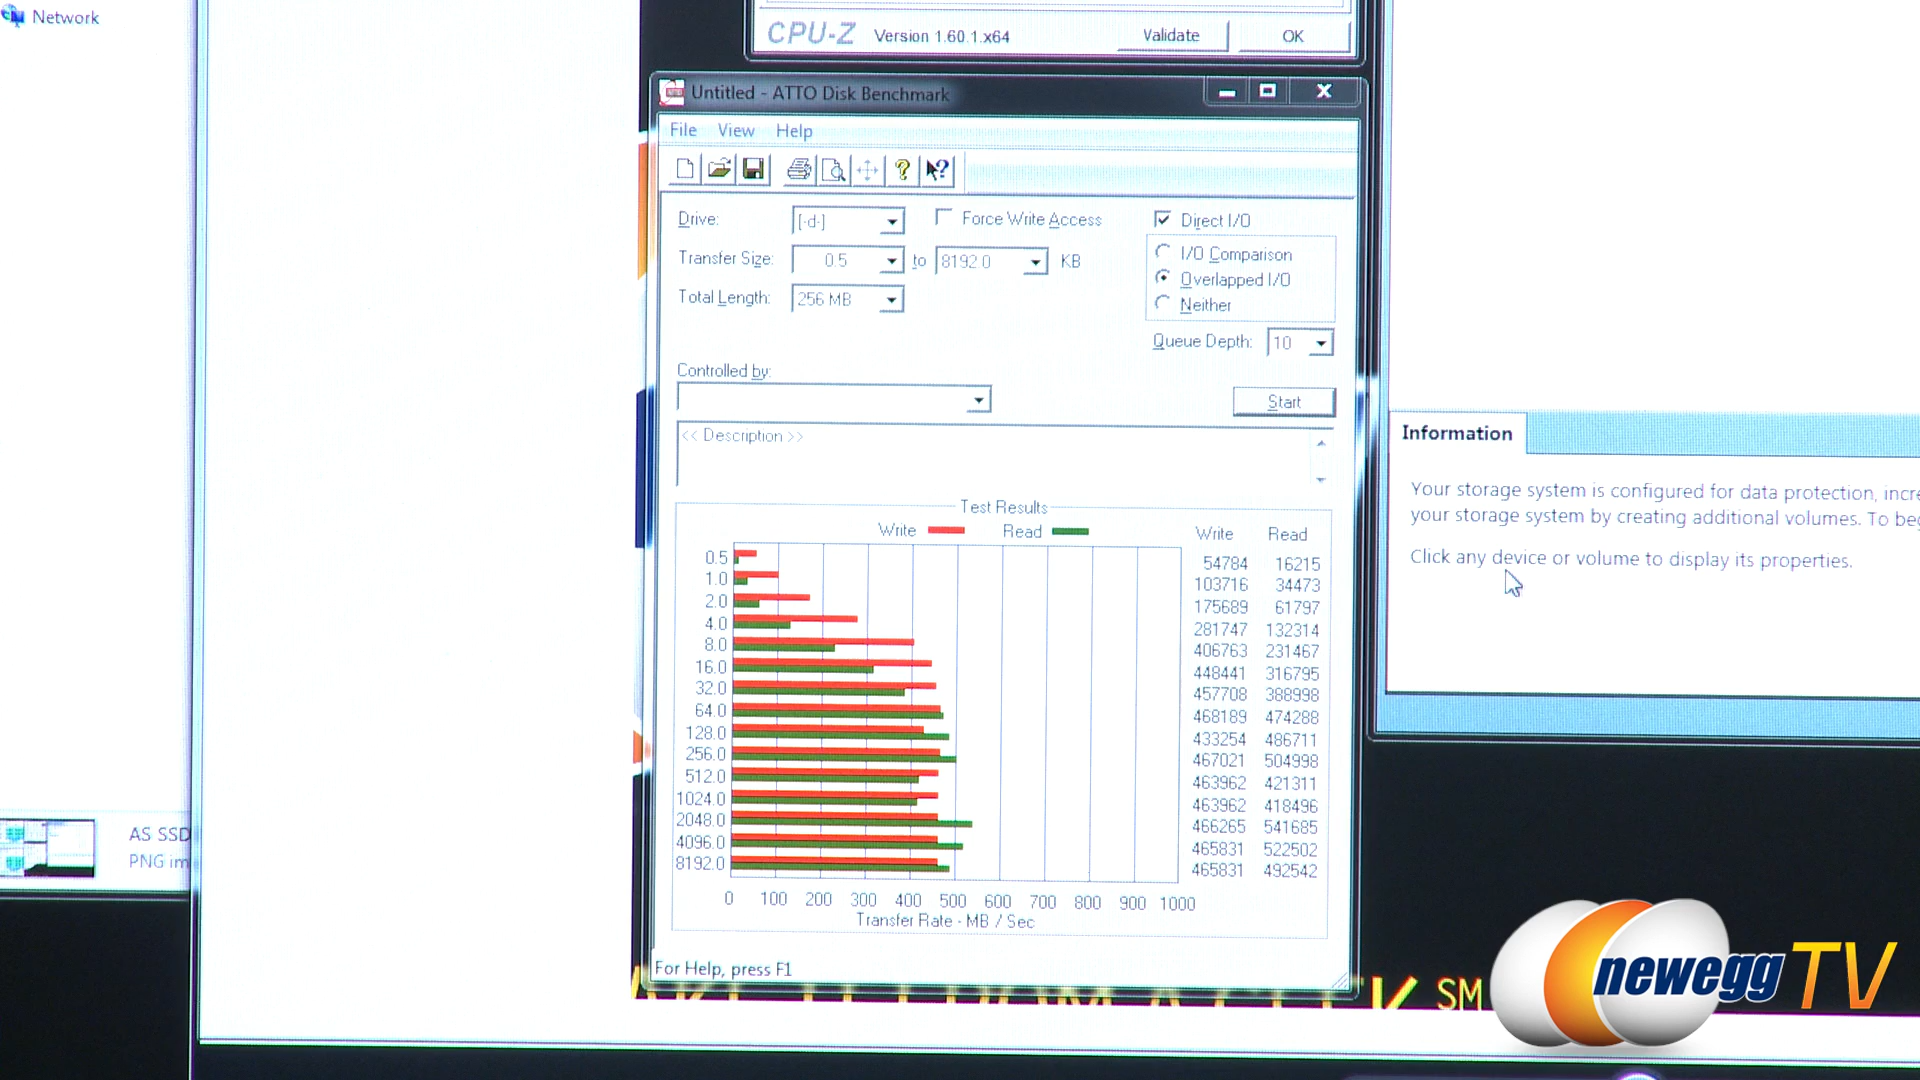 Network
CPU-Z Version 1.60.1.x64 Validate OK
Untitled - ATTO Disk Benchmark
File View Help
Drive: [-d-] Force Write Access Direct I/O
Transfer Size: 0.5 to 8192.0 KB
I/O Comparison
Overlapped I/O
Neither
Total Length: 256 MB
Queue Depth: 10
Controlled by:
Start
<< Description >>
Test Results
Write Read Write Read
0.5 54784 16215
1.0 103716 34473
2.0 175689 61797
4.0 281747 132314
8.0 406763 231467
16.0 448441 316795
32.0 457708 388998
64.0 468189 474288
128.0 433254 486711
256.0 467021 504998
512.0 463962 421311
1024.0 463962 418496
2048.0 466265 541685
4096.0 465831 522502
8192.0 465831 492542
0 100 200 300 400 500 600 700 800 900 1000
Transfer Rate - MB / Sec
For Help, press F1
Information
Your storage system is configured for data protection, incre
your storage system by creating additional volumes. To beg
Click any device or volume to display its properties.
AS SSD
PNG im
SM
newegg TV